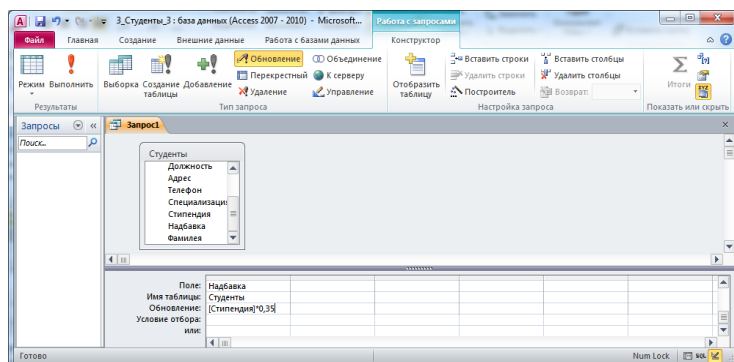 3_Студенты_3 : база данных (Access 2007 - 2010) - Microsoft... Работа с запросами
Файл Главная Создание Внешние данные Работа с базами данных Конструктор
Режим Выполнить Выборка Создание таблицы Добавление
Обновление Объединение
Перекрестный К серверу
Удаление Управление
Отобразить таблицу
Вставить строки Вставить столбцы
Удалить строки Удалить столбцы
Построитель Возврат:
Итоги
Результаты Тип запроса Настройка запроса Показать или скрыть
Запросы
Поиск...
Запрос1
Студенты
Должность
Адрес
Телефон
Специализаци
Стипендия
Надбавка
Фамилея
Поле: Надбавка
Имя таблицы: Студенты
Обновление: [Стипендия]*0,35
Условие отбора:
или:
Готово Num Lock SQL